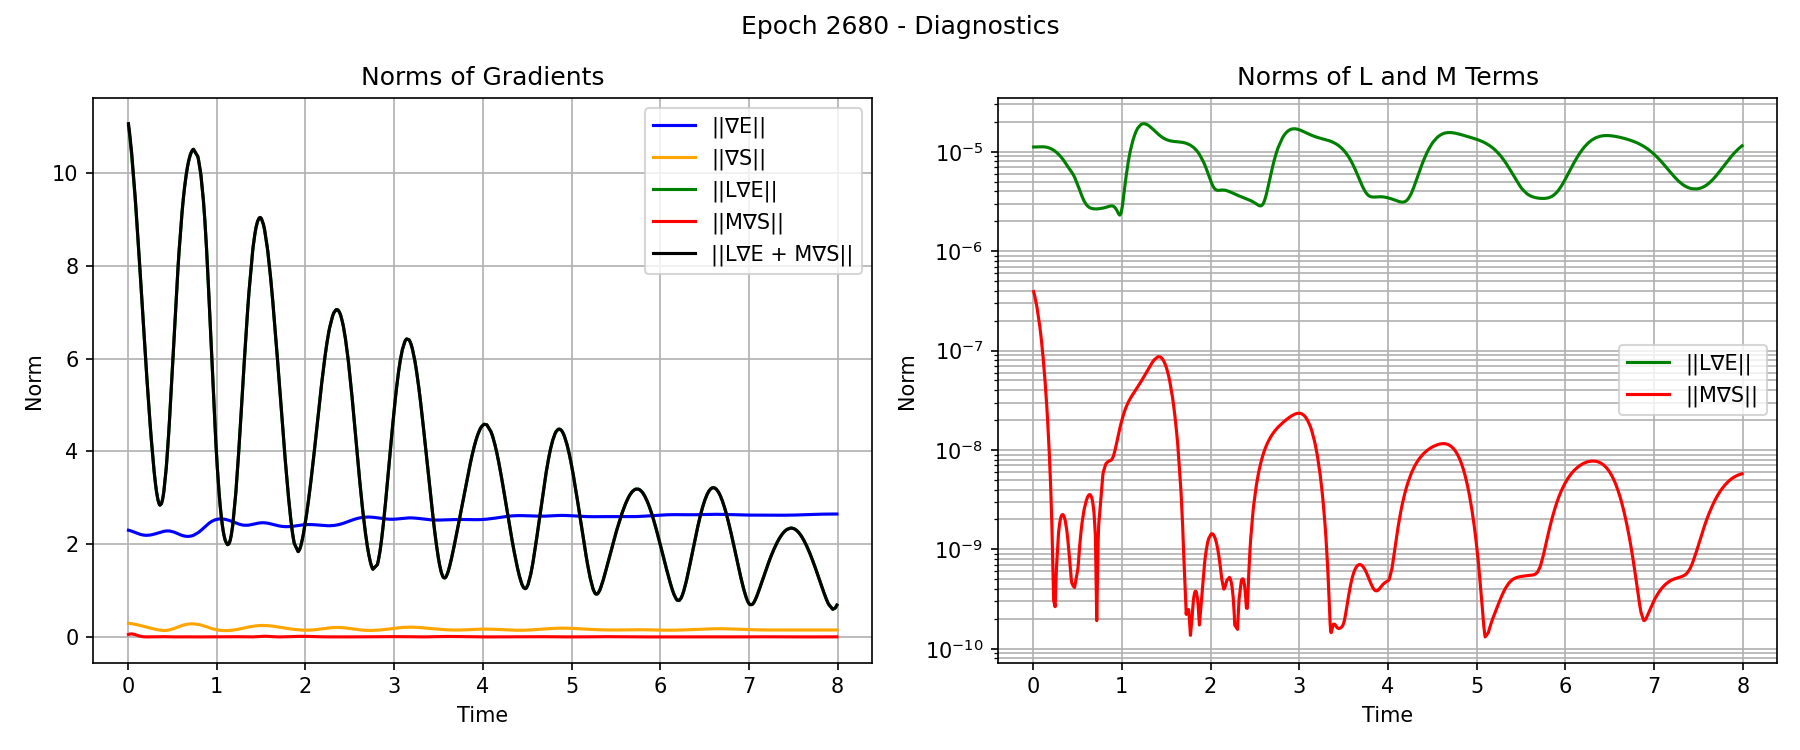 Epoch 2680 - Diagnostics
Norms of Gradients
10
8
6
4
2
0
Norm
0 1 2 3 4 5 6 7 8
Time
||∇E||
||∇S||
||L∇E||
||M∇S||
||L∇E + M∇S||
Norms of L and M Terms
10⁻⁵
10⁻⁶
10⁻⁷
10⁻⁸
10⁻⁹
10⁻¹⁰
Norm
0 1 2 3 4 5 6 7 8
Time
||L∇E||
||M∇S||